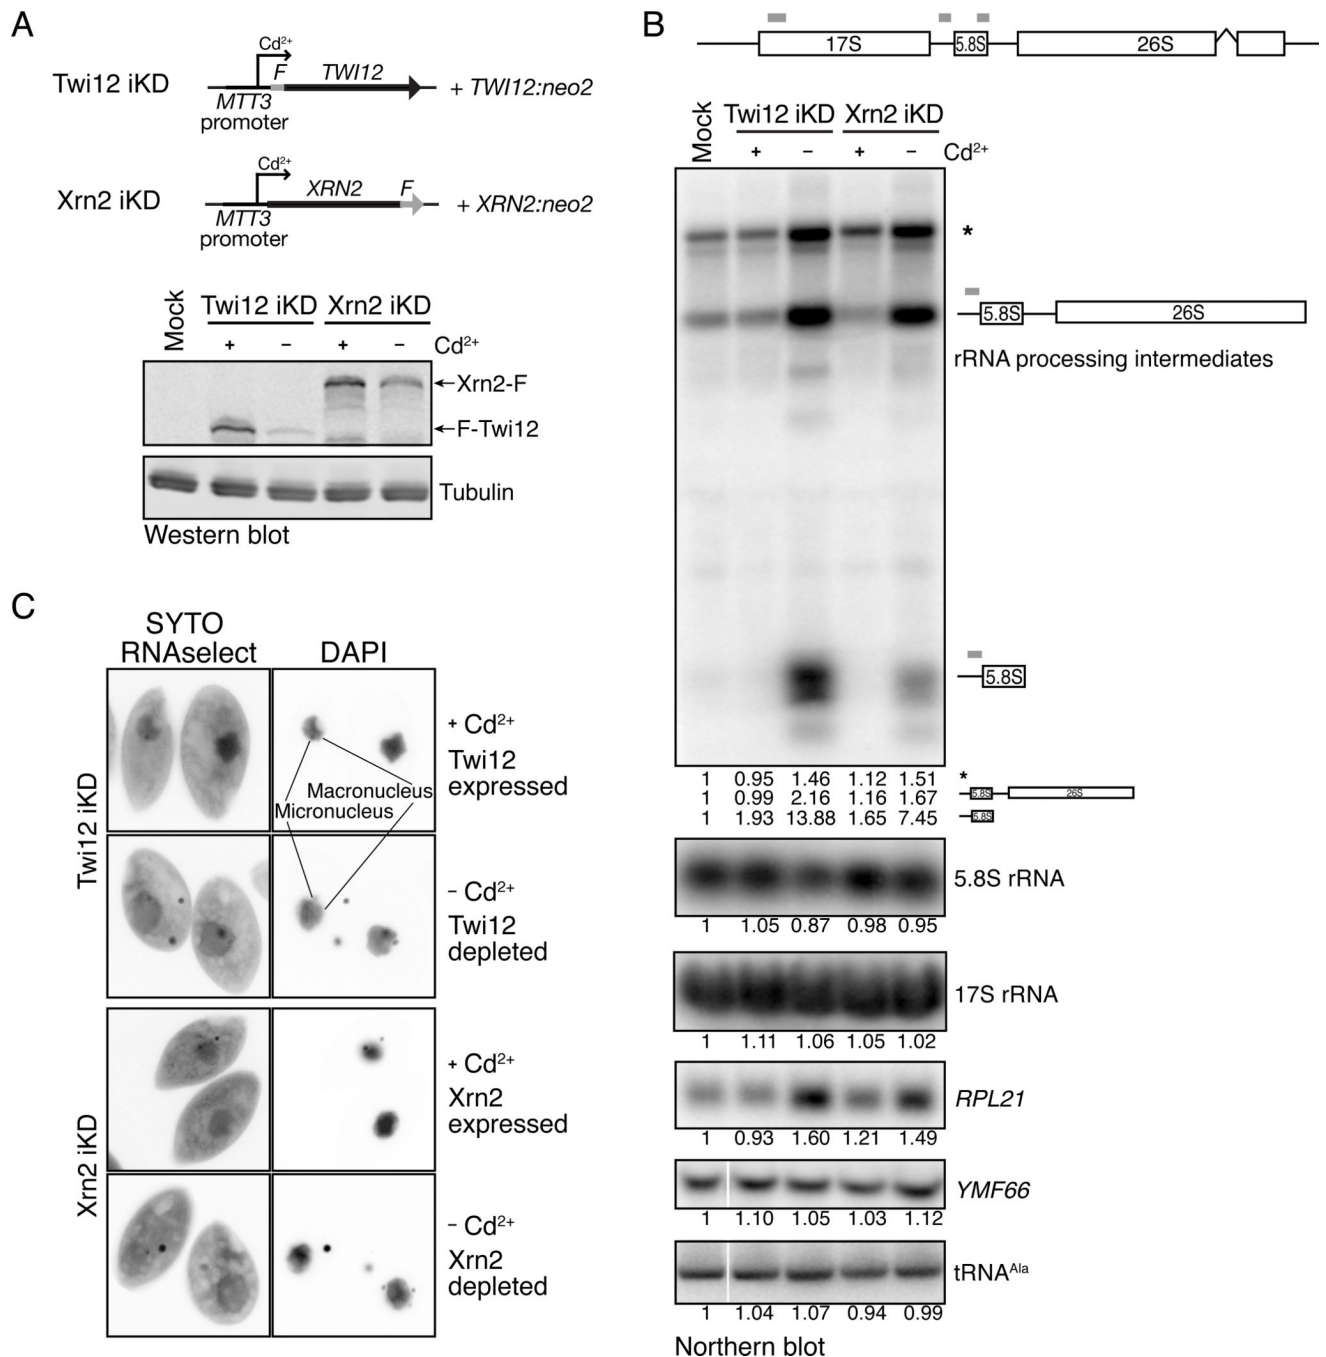 A
Twi12 iKD
Cd²⁺
F
TWI12
+ TWI12:neo2
MTT3
promoter
Xrn2 iKD
Cd²⁺
XRN2
F
+ XRN2:neo2
MTT3
promoter
Mock
Twi12 iKD Xrn2 iKD
+ − + − Cd²⁺
Xrn2-F
F-Twi12
Tubulin
Western blot
B
17S 5.8S 26S
Mock
Twi12 iKD Xrn2 iKD
+ − + − Cd²⁺
*
5.8S 26S
rRNA processing intermediates
5.8S
1 0.95 1.46 1.12 1.51 *
1 0.99 2.16 1.16 1.67 5.8S 26S
1 1.93 13.88 1.65 7.45 5.8S
5.8S rRNA
1 1.05 0.87 0.98 0.95
17S rRNA
1 1.11 1.06 1.05 1.02
RPL21
1 0.93 1.60 1.21 1.49
YMF66
1 1.10 1.05 1.03 1.12
tRNAᴬˡᵃ
1 1.04 1.07 0.94 0.99
Northern blot
C
SYTO
RNAselect
DAPI
Twi12 iKD
+ Cd²⁺
Twi12
expressed
Macronucleus
Micronucleus
− Cd²⁺
Twi12
depleted
Xrn2 iKD
+ Cd²⁺
Xrn2
expressed
− Cd²⁺
Xrn2
depleted